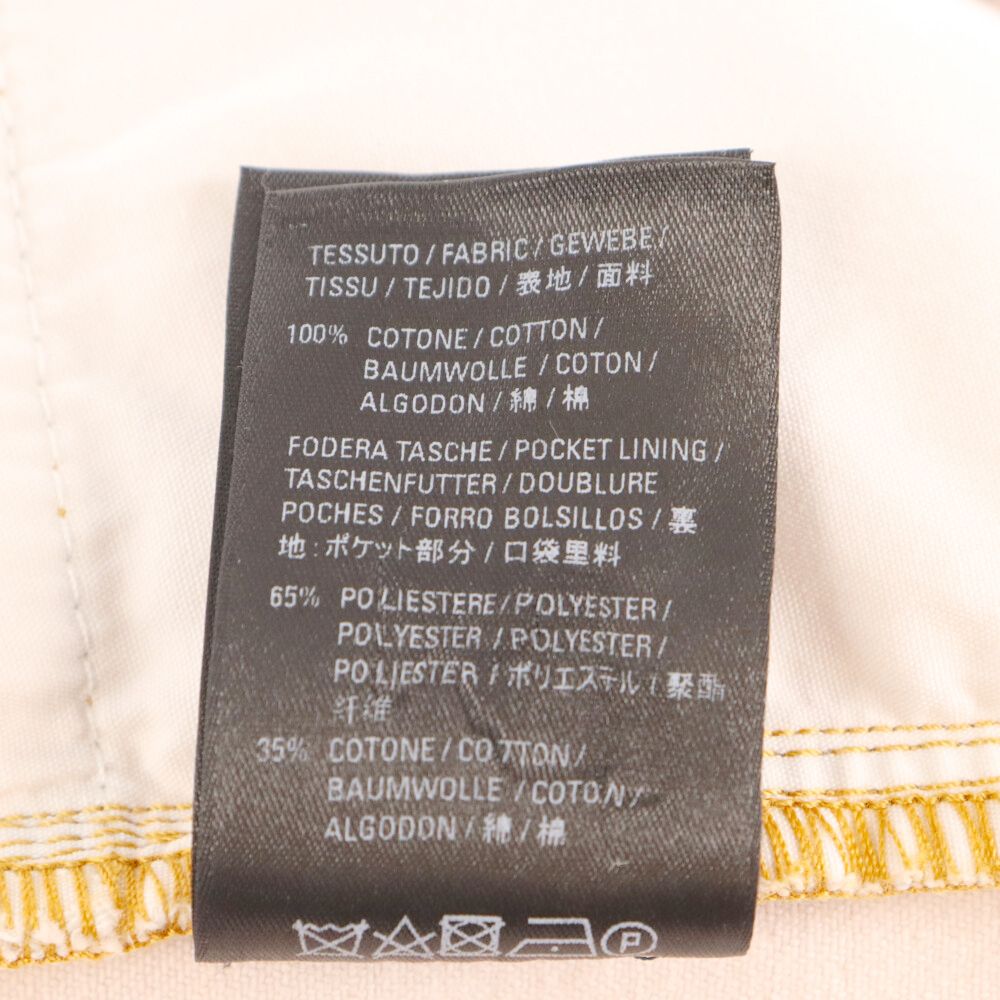 TESSUTO / FABRIC / GEWEBE /
TISSU / TEJIDO / 表地 / 面料
100% COTONE / COTTON /
BAUMWOLLE / COTON /
ALGODON / 綿 / 棉
FODERA TASCHE / POCKET LINING /
TASCHENFUTTER / DOUBLURE
POCHES / FORRO BOLSILLOS / 裏
地:ポケット部分 / 口袋里料
65% POLIESTERE / POLYESTER /
POLYESTER / POLYESTER /
POLIESTER / ポリエステル / 聚酯
纤维
35% COTONE / COTTON /
BAUMWOLLE / COTON /
ALGODON / 綿 / 棉
P